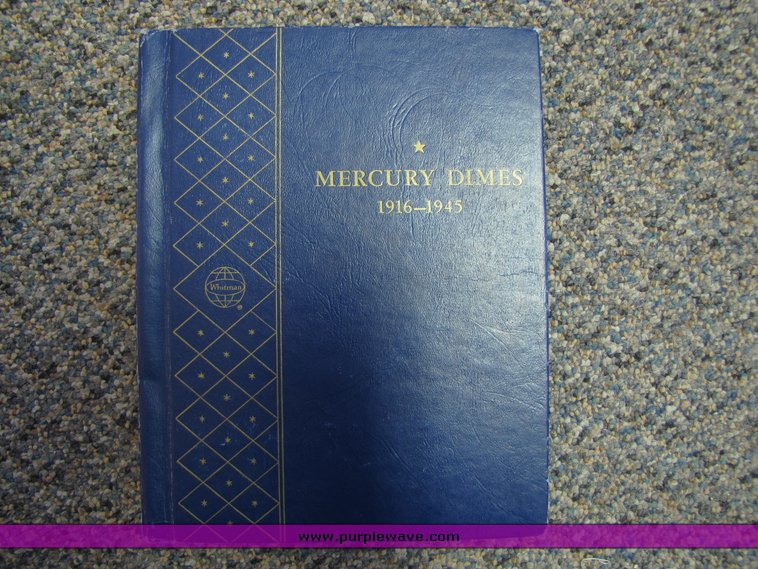 MERCURY DIMES
1916–1945
Whitman
®
www.purplewave.com